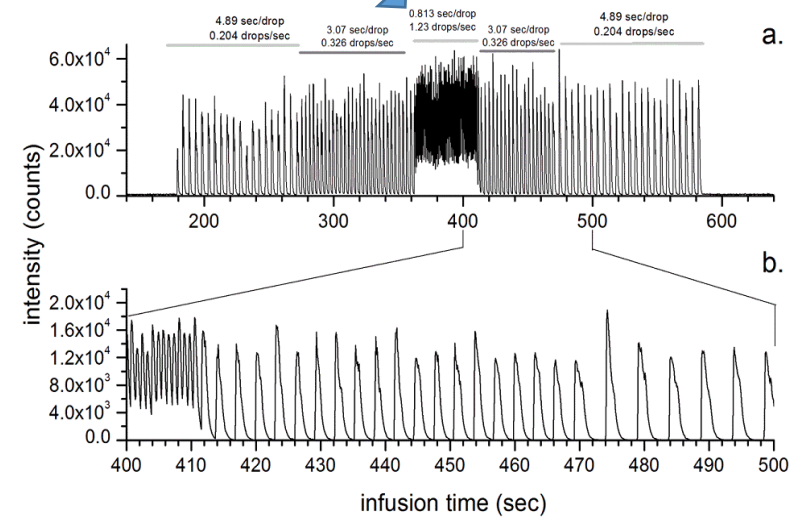 4.89 sec/drop
0.204 drops/sec
3.07 sec/drop
0.326 drops/sec
0.813 sec/drop
1.23 drops/sec
3.07 sec/drop
0.326 drops/sec
4.89 sec/drop
0.204 drops/sec
a.
6.0x10⁴
4.0x10⁴
2.0x10⁴
0.0
200 300 400 500 600
intensity (counts)
b.
2.0x10⁴
1.6x10⁴
1.2x10⁴
8.0x10³
4.0x10³
0.0
400 410 420 430 440 450 460 470 480 490 500
infusion time (sec)